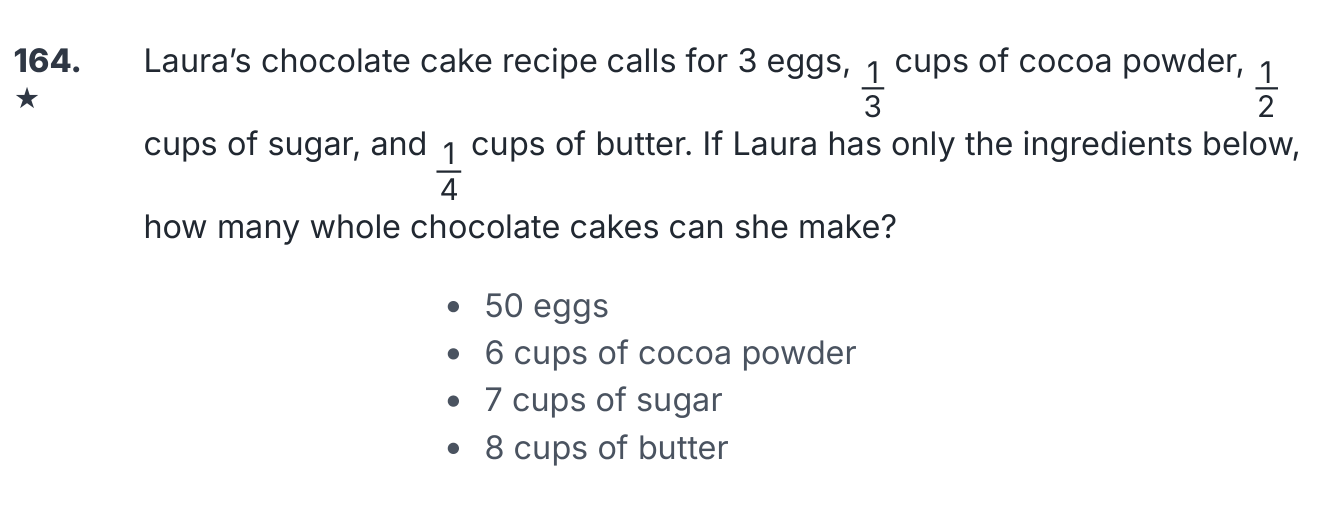 164. Laura’s chocolate cake recipe calls for 3 eggs, 1/3 cups of cocoa powder, 1/2
★
cups of sugar, and 1/4 cups of butter. If Laura has only the ingredients below,
how many whole chocolate cakes can she make?
• 50 eggs
• 6 cups of cocoa powder
• 7 cups of sugar
• 8 cups of butter